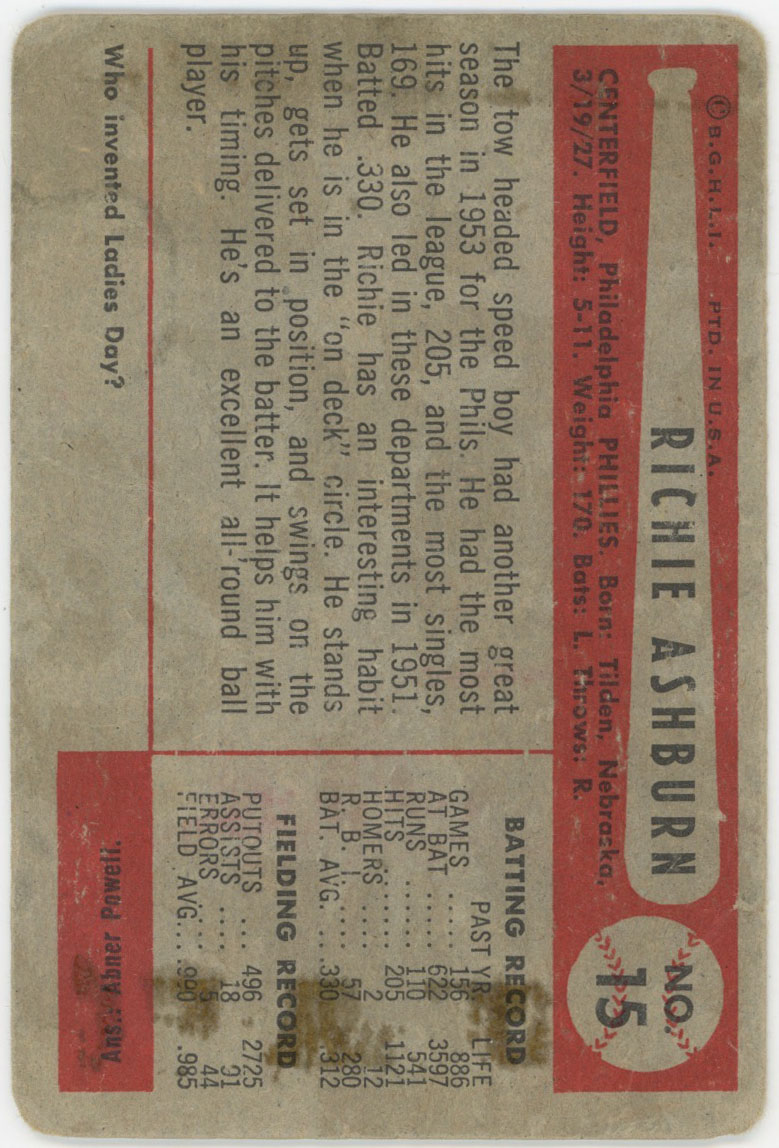 © B.G.H.I.I. PTD. IN U.S.A.
RICHIE ASHBURN
NO.
15
CENTERFIELD, Philadelphia PHILLIES. Born: Tilden, Nebraska,
3/19/27. Height: 5-11. Weight: 170. Bats: L. Throws: R.
The tow headed speed boy had another great
season in 1953 for the Phils. He had the most
hits in the league, 205, and the most singles,
169. He also led in these departments in 1951.
Batted .330. Richie has an interesting habit
when he is in the "on deck" circle. He stands
up, gets set in position, and swings on the
pitches delivered to the batter. It helps him with
his timing. He's an excellent all-'round ball
player.
BATTING RECORD
PAST YR. LIFE
GAMES ..... 156 886
AT BAT ..... 622 3597
RUNS ...... 110 541
HITS ...... 205 1121
HOMERS .... 2 12
R. B. I. .... 57 280
BAT. AVG. ...330 .312
FIELDING RECORD
PUTOUTS ... 496 2725
ASSISTS .... 18 91
ERRORS .... 5 44
FIELD AVG....990 .985
Who invented Ladies Day?
Ans.: Abner Powell.